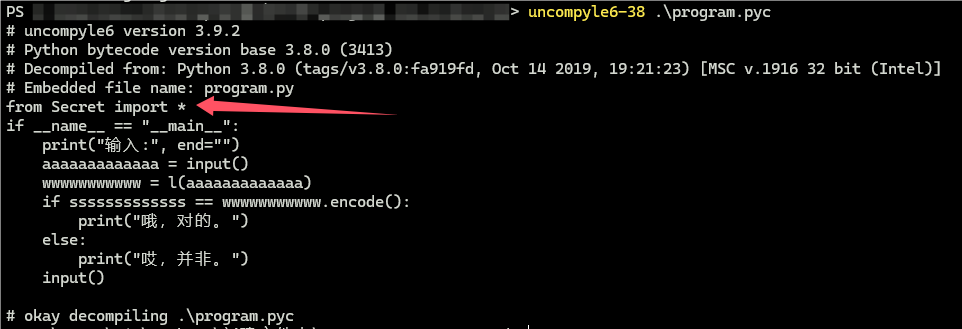 PS > uncompyle6-38 .\program.pyc
# uncompyle6 version 3.9.2
# Python bytecode version base 3.8.0 (3413)
# Decompiled from: Python 3.8.0 (tags/v3.8.0:fa919fd, Oct 14 2019, 19:21:23) [MSC v.1916 32 bit (Intel)]
# Embedded file name: program.py
from Secret import *
if __name__ == "__main__":
    print("输入:", end="")
    aaaaaaaaaaaaa = input()
    wwwwwwwwwww = l(aaaaaaaaaaaaa)
    if sssssssssssss == wwwwwwwwwww.encode():
        print("哦，对的。")
    else:
        print("哎，并非。")
    input()
# okay decompiling .\program.pyc